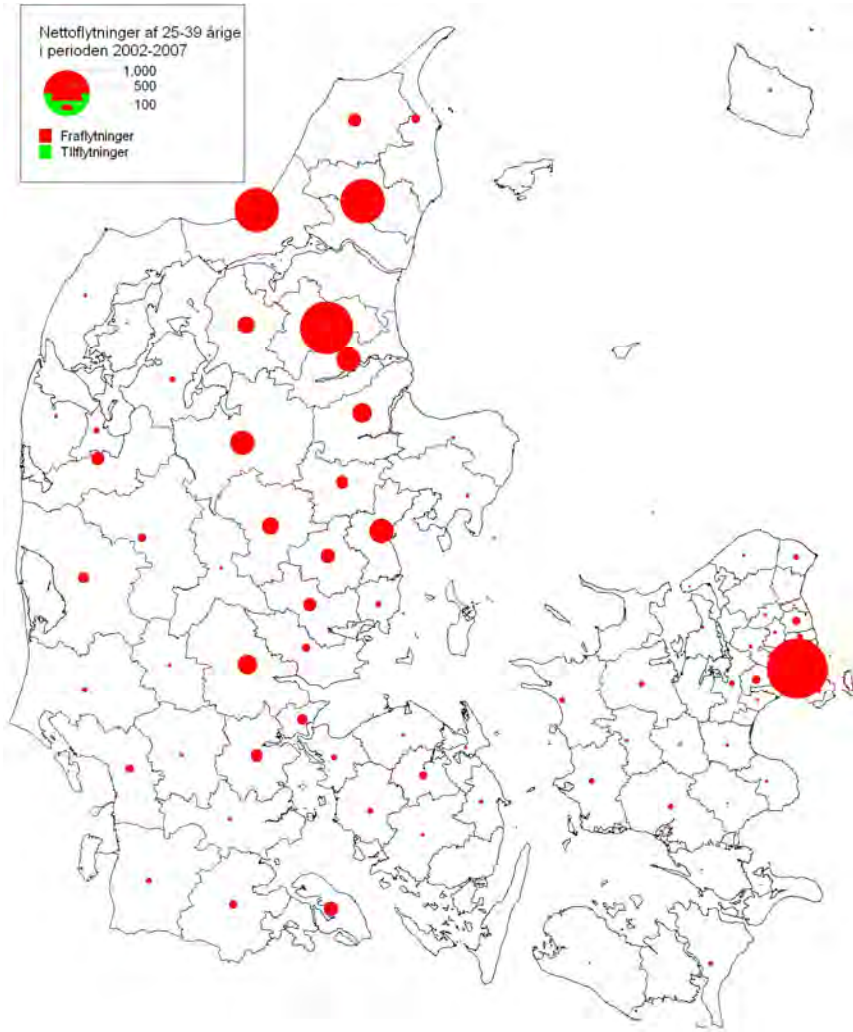 Nettoflytninger af 25-39 årige
i perioden 2002-2007
1,000
500
100
Fraflytninger
Tilflytninger